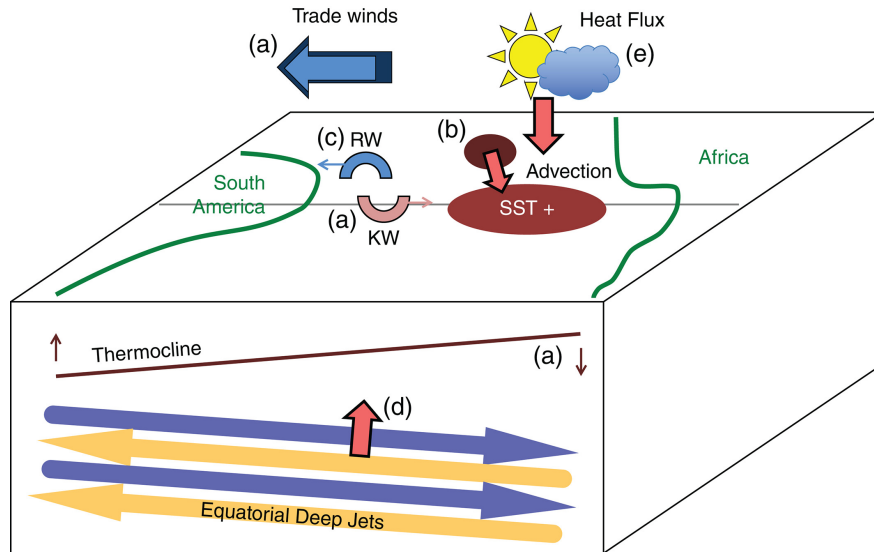 Trade winds
(a)
Heat Flux
(e)
(c)
RW
(b)
Advection
Africa
South
America
SST +
(a)
KW
Thermocline
(a)
(d)
Equatorial Deep Jets